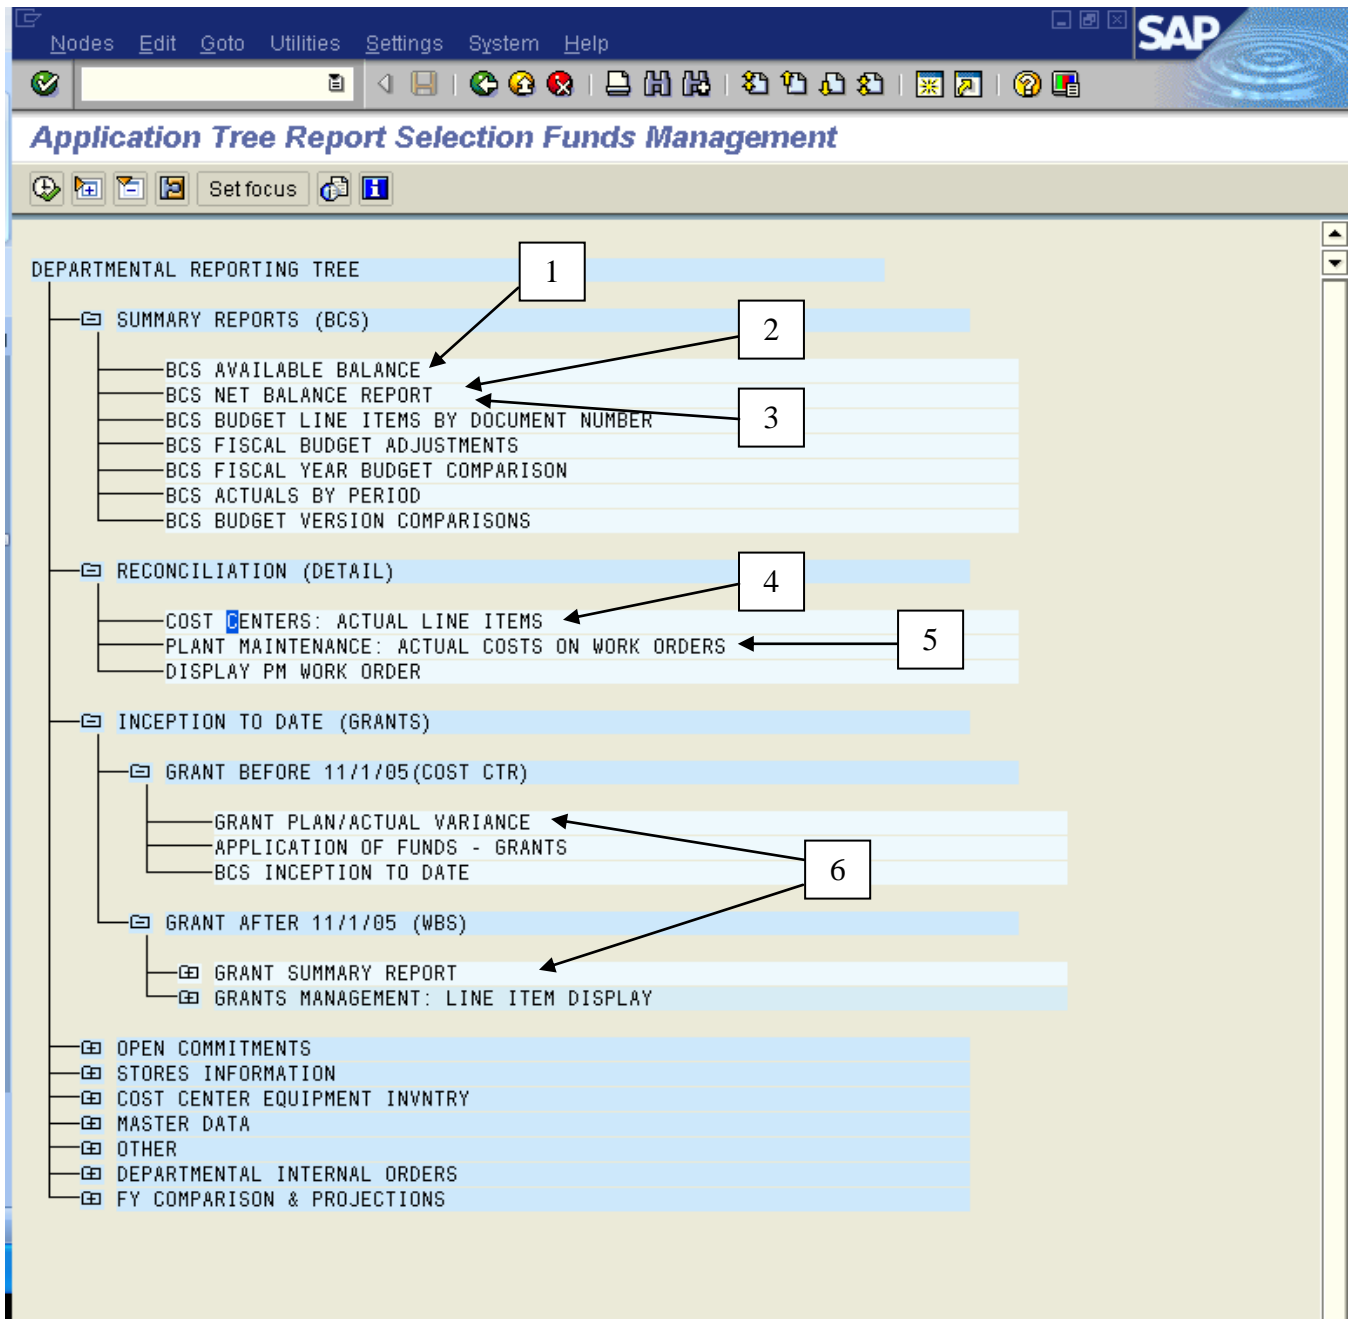 Nodes Edit Goto Utilities Settings System Help
SAP
Application Tree Report Selection Funds Management
Set focus
DEPARTMENTAL REPORTING TREE
1
SUMMARY REPORTS (BCS)
2
BCS AVAILABLE BALANCE
BCS NET BALANCE REPORT
3
BCS BUDGET LINE ITEMS BY DOCUMENT NUMBER
BCS FISCAL BUDGET ADJUSTMENTS
BCS FISCAL YEAR BUDGET COMPARISON
BCS ACTUALS BY PERIOD
BCS BUDGET VERSION COMPARISONS
RECONCILIATION (DETAIL)
4
COST CENTERS: ACTUAL LINE ITEMS
PLANT MAINTENANCE: ACTUAL COSTS ON WORK ORDERS
5
DISPLAY PM WORK ORDER
INCEPTION TO DATE (GRANTS)
GRANT BEFORE 11/1/05(COST CTR)
GRANT PLAN/ACTUAL VARIANCE
APPLICATION OF FUNDS - GRANTS
BCS INCEPTION TO DATE
6
GRANT AFTER 11/1/05 (WBS)
GRANT SUMMARY REPORT
GRANTS MANAGEMENT: LINE ITEM DISPLAY
OPEN COMMITMENTS
STORES INFORMATION
COST CENTER EQUIPMENT INVNTRY
MASTER DATA
OTHER
DEPARTMENTAL INTERNAL ORDERS
FY COMPARISON & PROJECTIONS